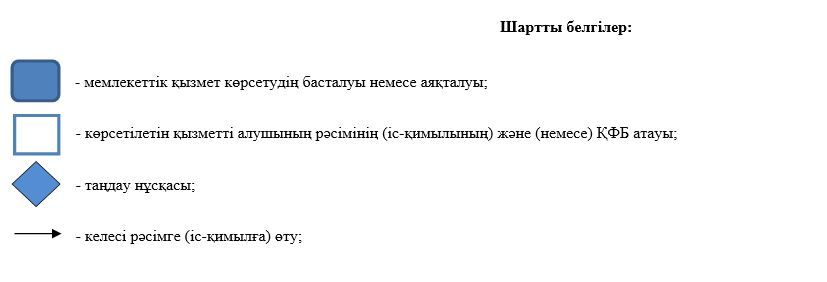 Шартты белгілер:
- мемлекеттік қызмет көрсетудің басталуы немесе аяқталуы;
- көрсетілетін қызметті алушының рәсімінің (іс-қимылының) және (немесе) ҚФБ атауы;
- таңдау нұсқасы;
- келесі рәсімге (іс-қимылға) өту;